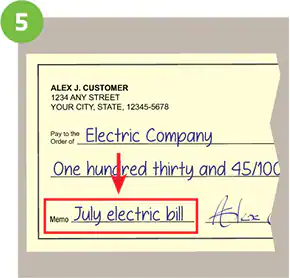 5
ALEX J. CUSTOMER
1234 ANY STREET
YOUR CITY, STATE, 12345-5678
Pay to the
Order of Electric Company
One hundred thirty and 45/100
Memo July electric bill Alex